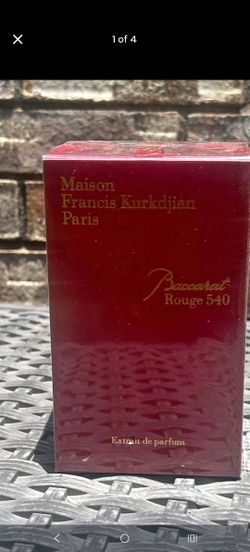 1 of 4
Maison
Francis Kurkdjian
Paris
Baccarat
Rouge 540
Extrait de parfum